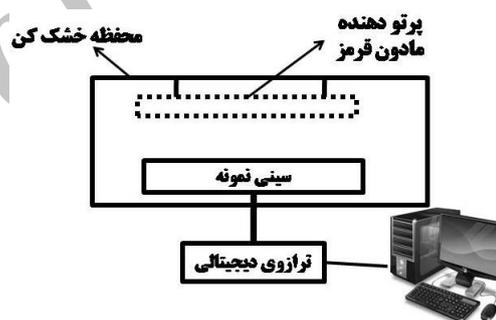 پرتو دهنده
مادون قرمز
محفظه خشک کن
سینی نمونه
ترازوی دیجیتالی